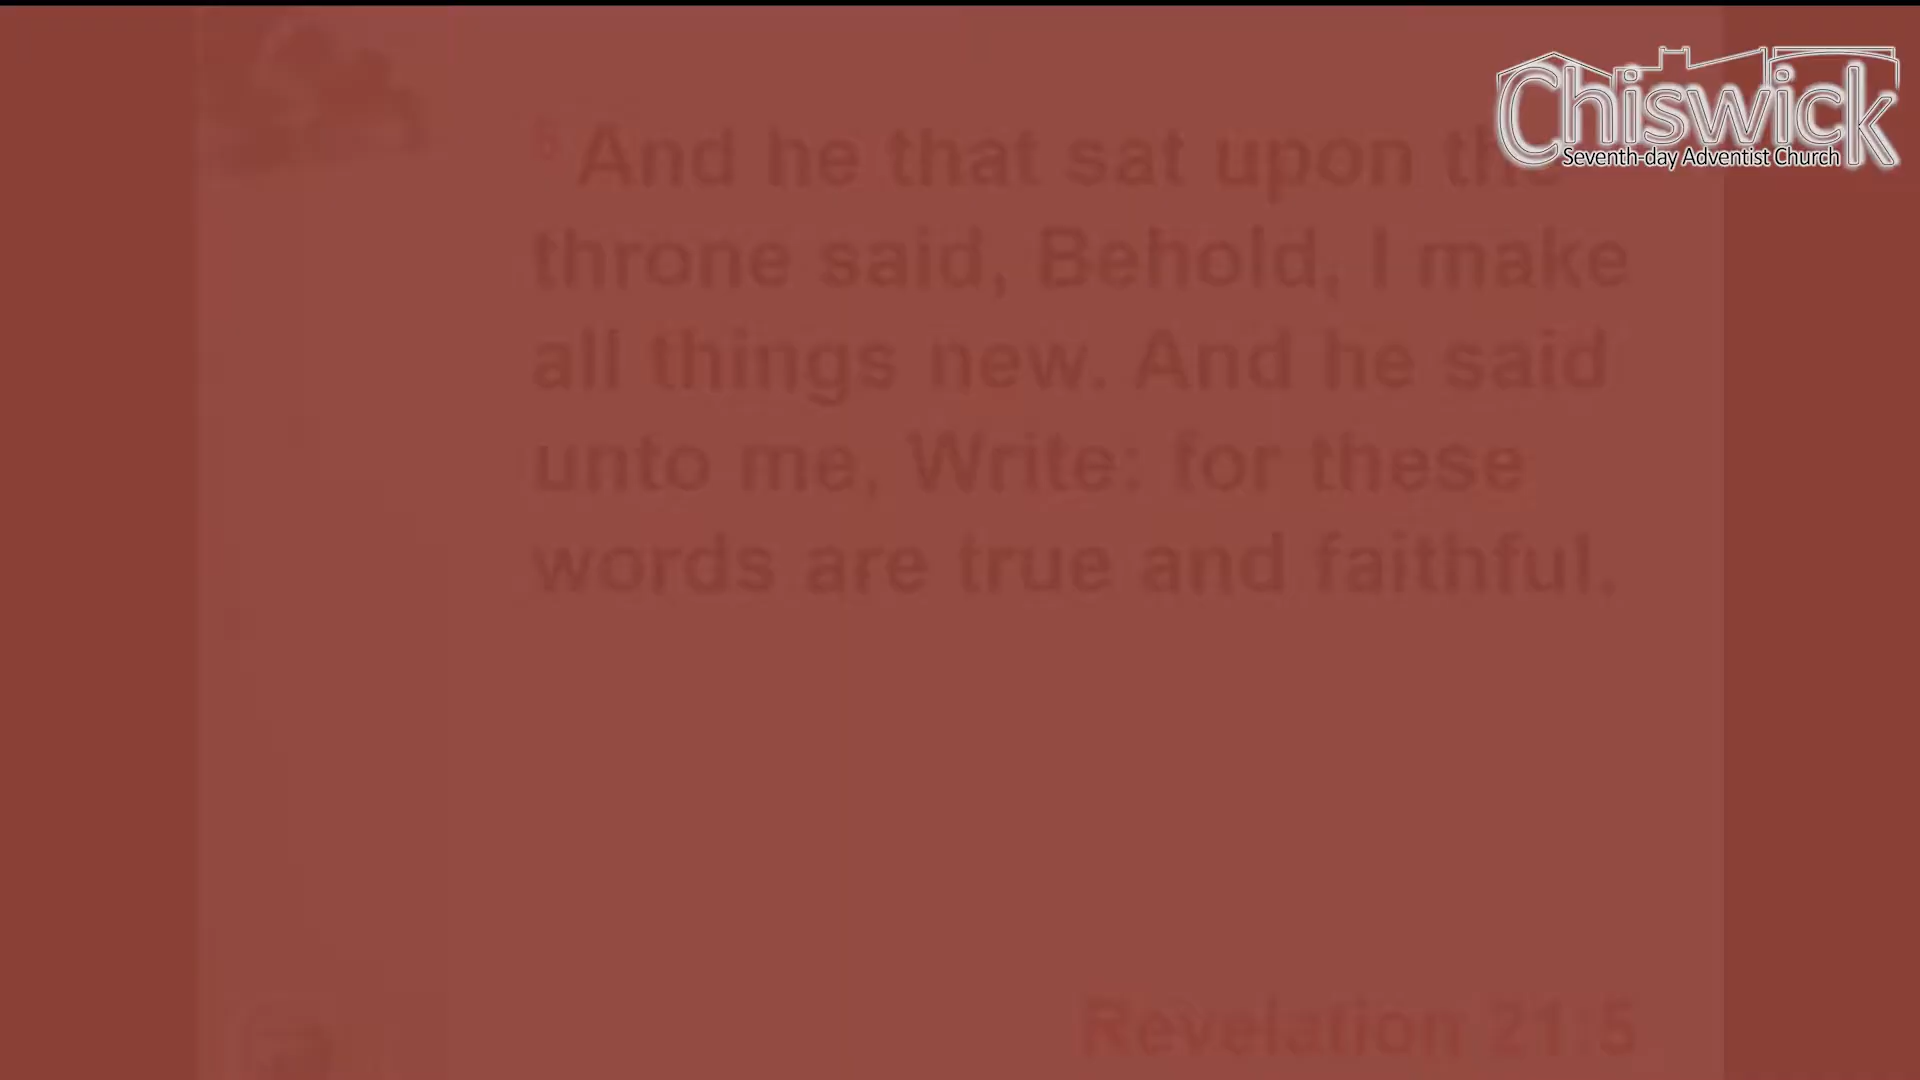 Chiswick
Seventh-day Adventist Church
5 And he that sat upon the
throne said, Behold, I make
all things new. And he said
unto me, Write: for these
words are true and faithful.
Revelation 21:5